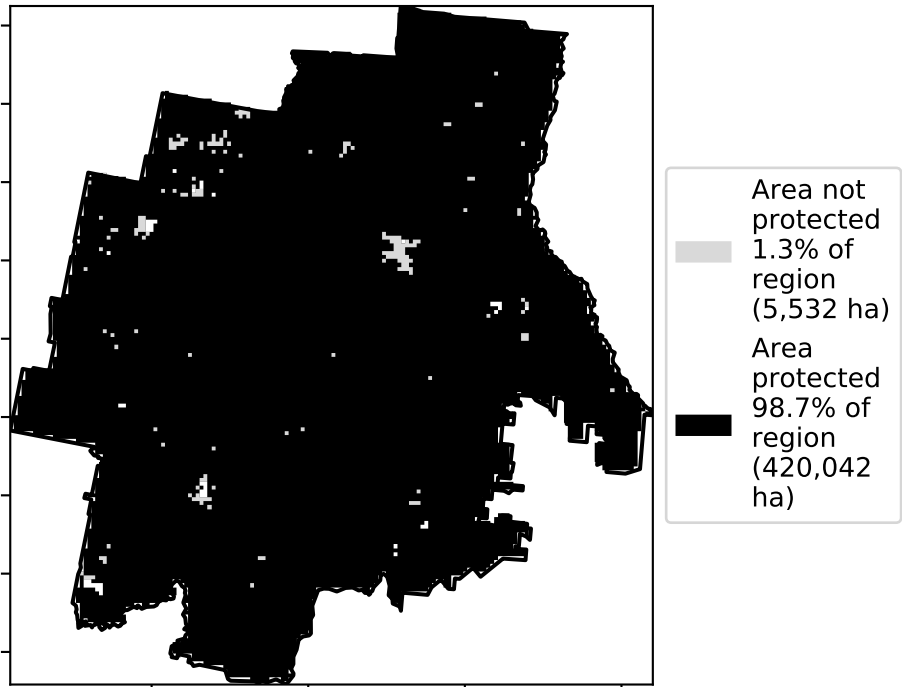 Area not
protected
1.3% of
region
(5,532 ha)
Area
protected
98.7% of
region
(420,042
ha)